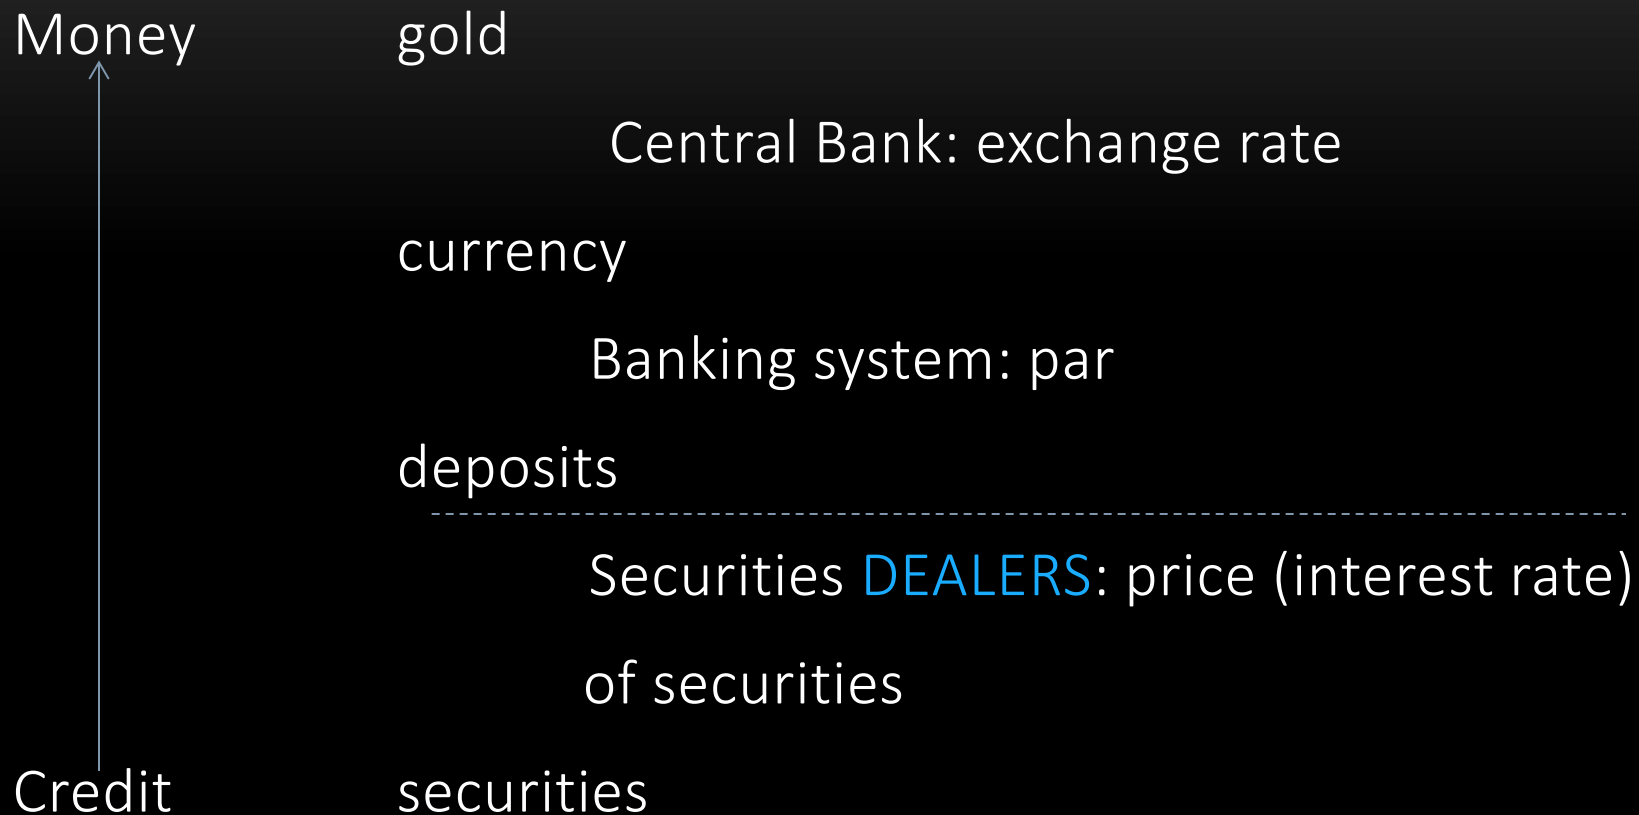 Money gold
Central Bank: exchange rate
currency
Banking system: par
deposits
Securities DEALERS: price (interest rate)
of securities
Credit securities